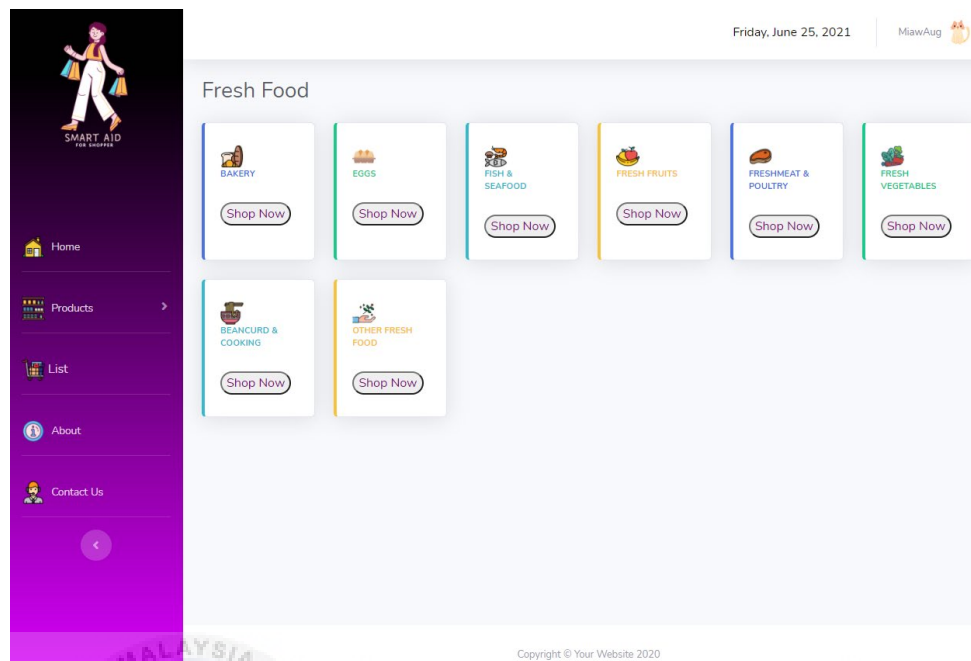 SMART AID
FOR SHOPPER
Home
Products
List
About
Contact Us
Friday, June 25, 2021
MiawAug
Fresh Food
BAKERY
Shop Now
EGGS
Shop Now
FISH &
SEAFOOD
Shop Now
FRESH FRUITS
Shop Now
FRESHMEAT &
POULTRY
Shop Now
FRESH
VEGETABLES
Shop Now
BEANCURD &
COOKING
Shop Now
OTHER FRESH
FOOD
Shop Now
MALAYSIA
Copyright © Your Website 2020